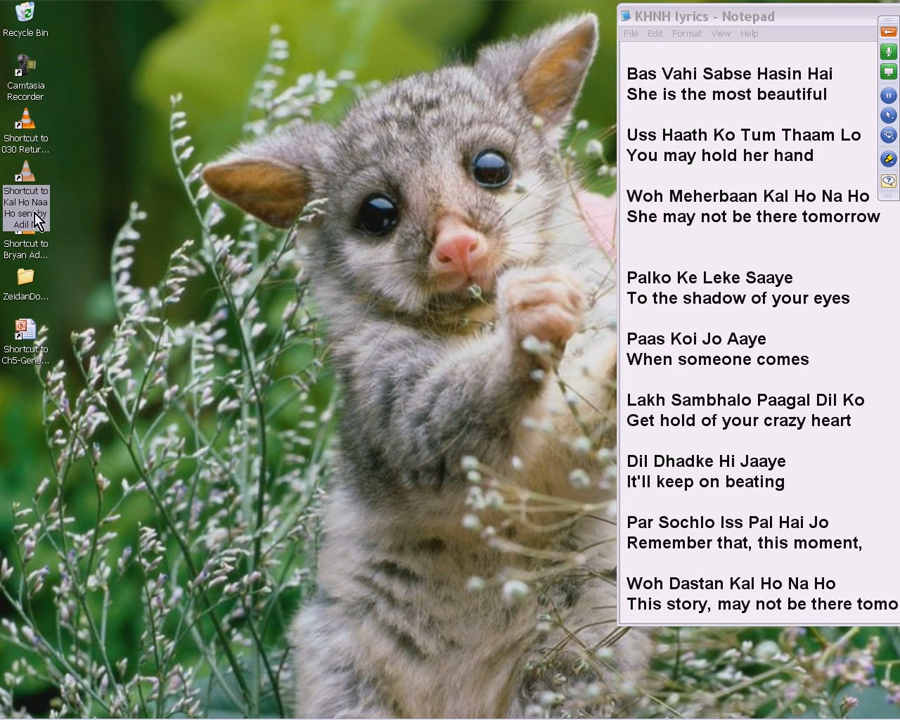 Recycle Bin
Camtasia
Recorder
Shortcut to
030 Retur...
Shortcut to
Kal Ho Naa
Ho sent by
Adil
Shortcut to
Bryan Ad...
ZeidanDo...
Shortcut to
Ch5-Gene...
KHNH lyrics - Notepad
File Edit Format View Help
Bas Vahi Sabse Hasin Hai
She is the most beautiful
Uss Haath Ko Tum Thaam Lo
You may hold her hand
Woh Meherbaan Kal Ho Na Ho
She may not be there tomorrow
Palko Ke Leke Saaye
To the shadow of your eyes
Paas Koi Jo Aaye
When someone comes
Lakh Sambhalo Paagal Dil Ko
Get hold of your crazy heart
Dil Dhadke Hi Jaaye
It'll keep on beating
Par Sochlo Iss Pal Hai Jo
Remember that, this moment,
Woh Dastan Kal Ho Na Ho
This story, may not be there tomo